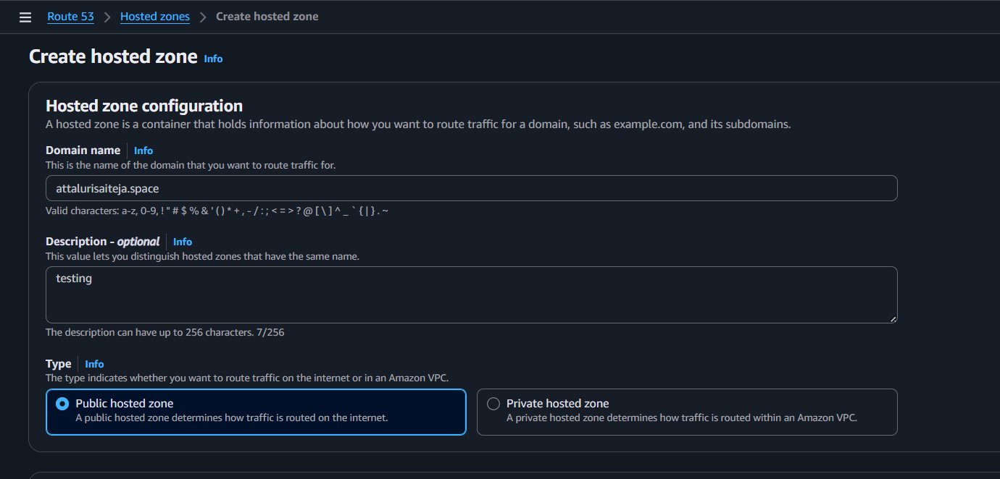 Route 53 > Hosted zones > Create hosted zone
Create hosted zone Info
Hosted zone configuration
A hosted zone is a container that holds information about how you want to route traffic for a domain, such as example.com, and its subdomains.
Domain name Info
This is the name of the domain that you want to route traffic for.
attalurisaiteja.space
Valid characters: a-z, 0-9, ! " # $ % & ' ( ) * + , - / : ; < = > ? @ [ \ ] ^ _ ` { | } . ~
Description - optional Info
This value lets you distinguish hosted zones that have the same name.
testing
The description can have up to 256 characters. 7/256
Type Info
The type indicates whether you want to route traffic on the internet or in an Amazon VPC.
Public hosted zone
A public hosted zone determines how traffic is routed on the internet.
Private hosted zone
A private hosted zone determines how traffic is routed within an Amazon VPC.